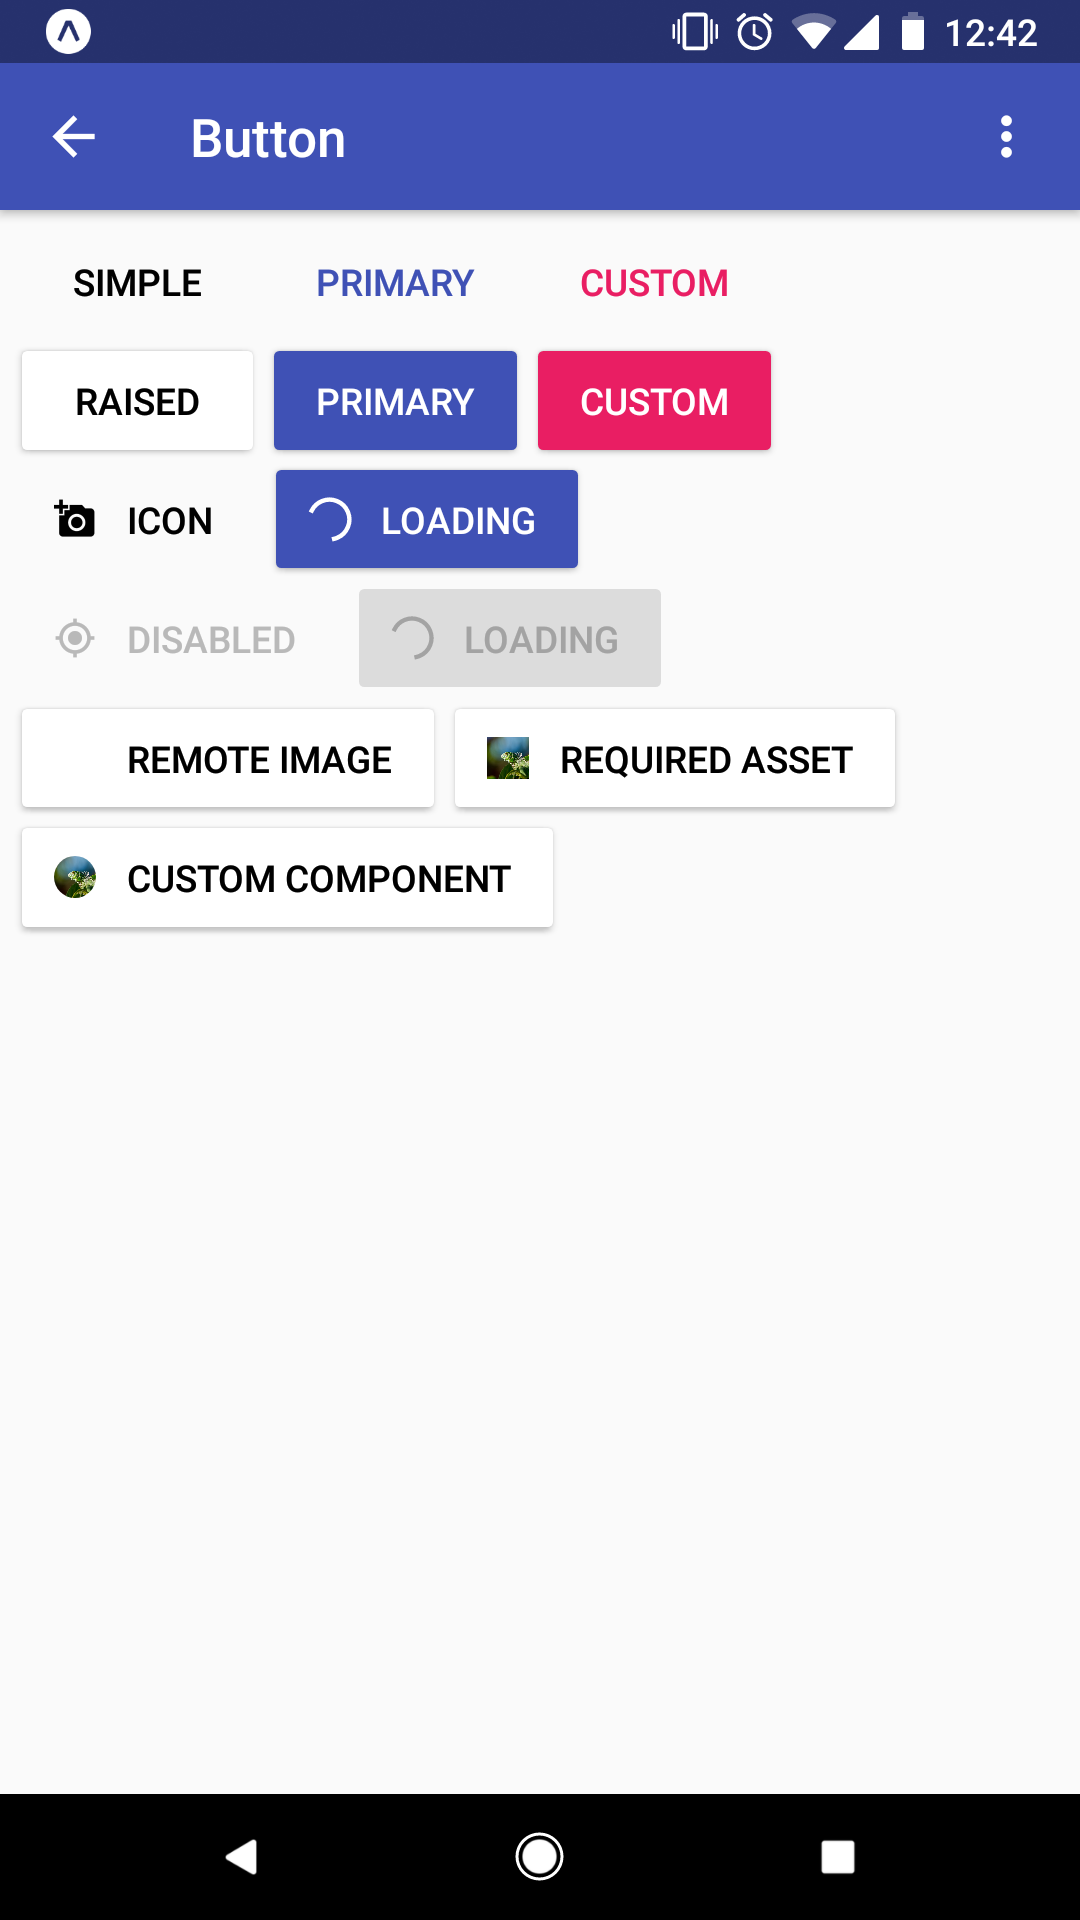 12:42
Button
SIMPLE PRIMARY CUSTOM
RAISED PRIMARY CUSTOM
ICON LOADING
DISABLED LOADING
REMOTE IMAGE REQUIRED ASSET
CUSTOM COMPONENT